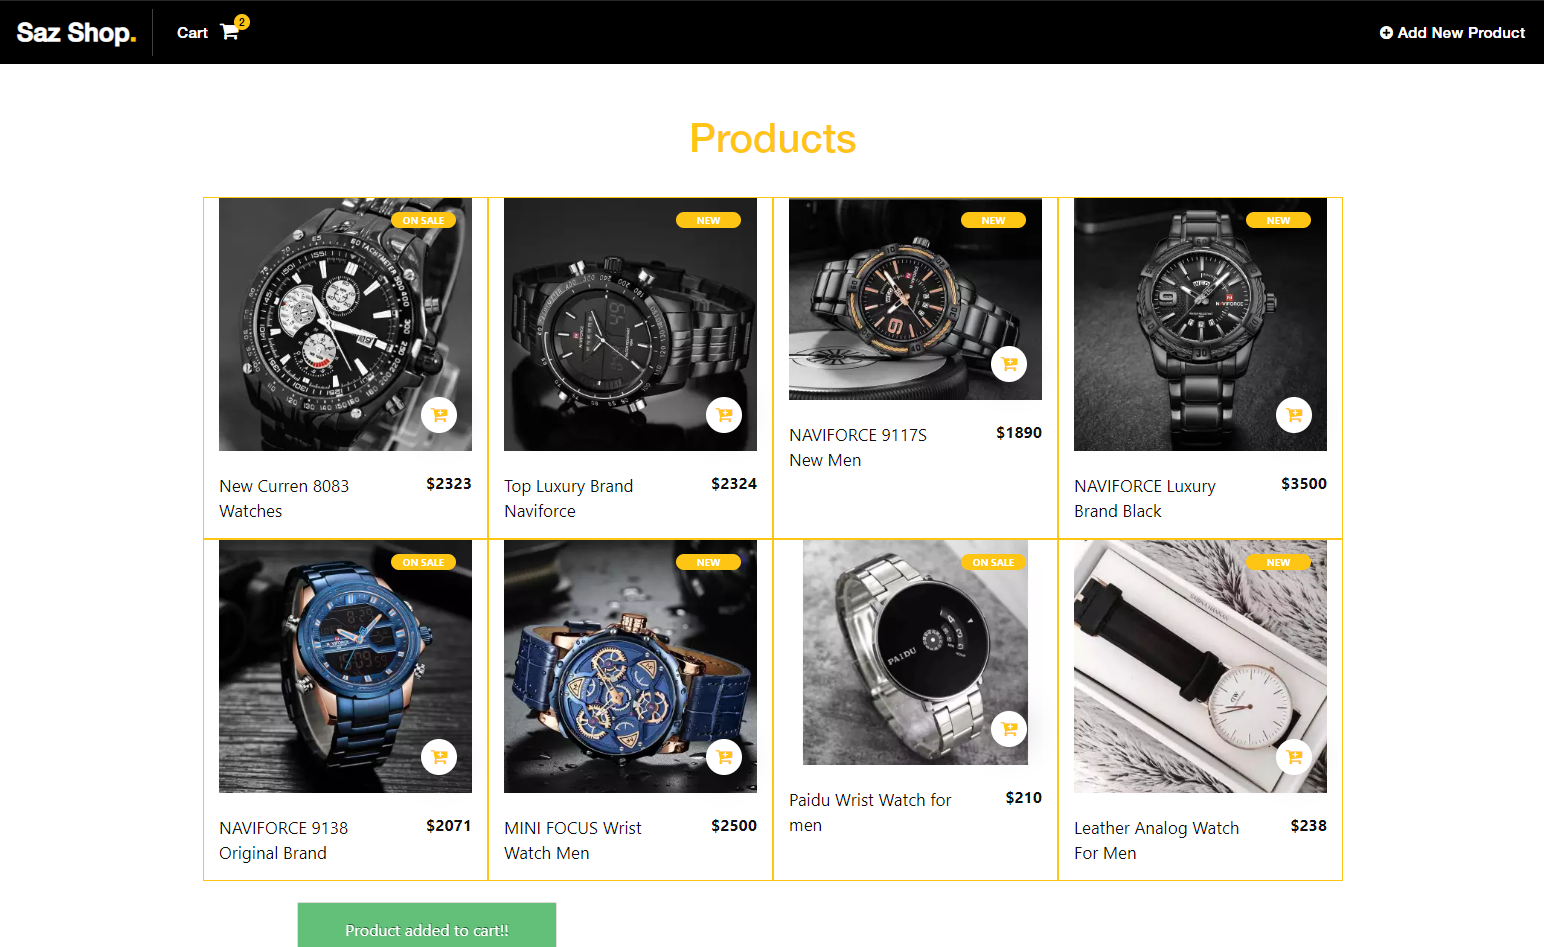 Saz Shop.
Cart 2
Add New Product
Products
ON SALE
NEW
NEW
NEW
NAVIFORCE
New Curren 8083
Watches
$2323
Top Luxury Brand
Naviforce
$2324
NAVIFORCE 9117S
New Men
$1890
NAVIFORCE Luxury
Brand Black
$3500
ON SALE
NEW
ON SALE
NEW
PAIDU
NAVIFORCE 9138
Original Brand
$2071
MINI FOCUS Wrist
Watch Men
$2500
Paidu Wrist Watch for
men
$210
Leather Analog Watch
For Men
$238
Product added to cart!!